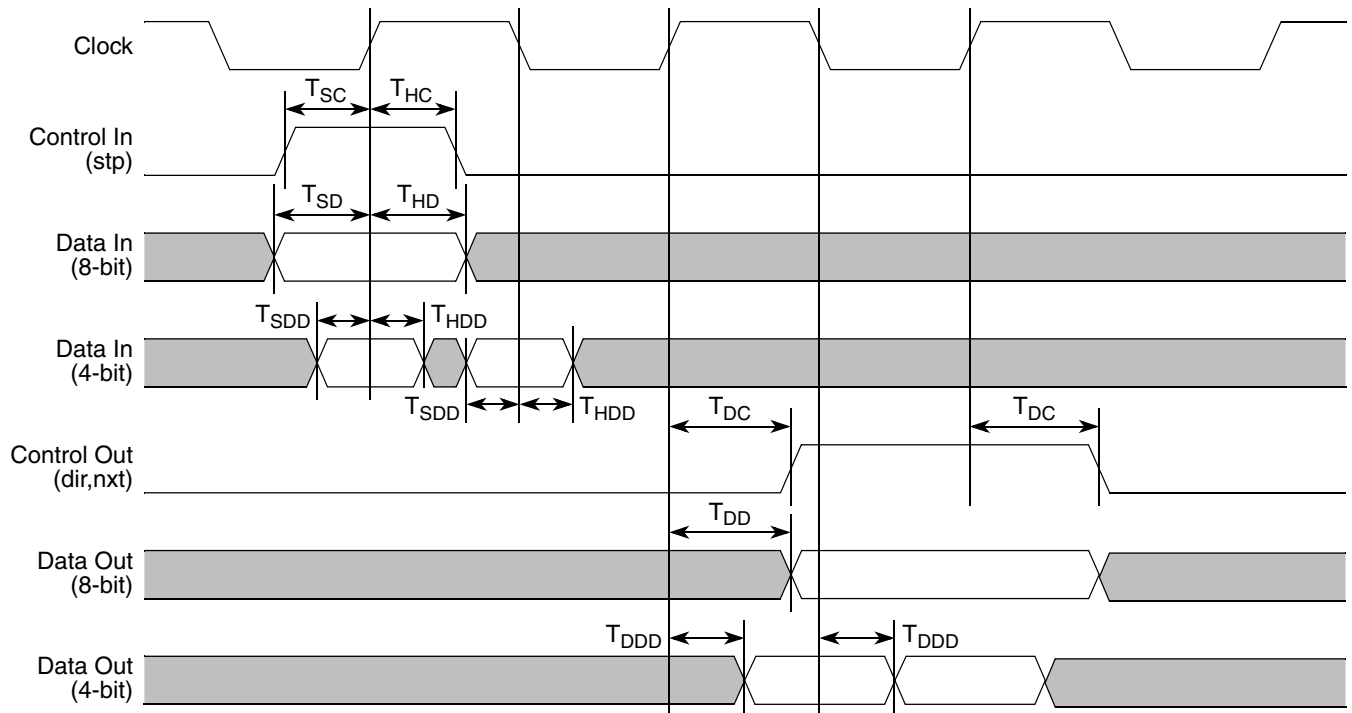 Clock
T_SC T_HC
Control In
(stp)
T_SD T_HD
Data In
(8-bit)
T_SDD T_HDD
Data In
(4-bit)
T_SDD T_HDD
T_DC T_DC
Control Out
(dir,nxt)
T_DD
Data Out
(8-bit)
T_DDD T_DDD
Data Out
(4-bit)